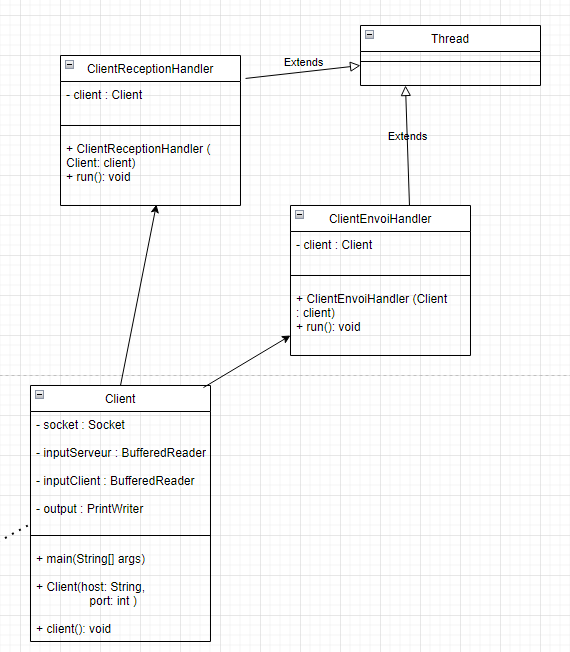 Thread
Extends
ClientReceptionHandler
- client : Client
+ ClientReceptionHandler (
Client: client)
+ run(): void
Extends
ClientEnvoiHandler
- client : Client
+ ClientEnvoiHandler (Client
: client)
+ run(): void
Client
- socket : Socket
- inputServeur : BufferedReader
- inputClient : BufferedReader
- output : PrintWriter
+ main(String[] args)
+ Client(host: String,
port: int )
+ client(): void